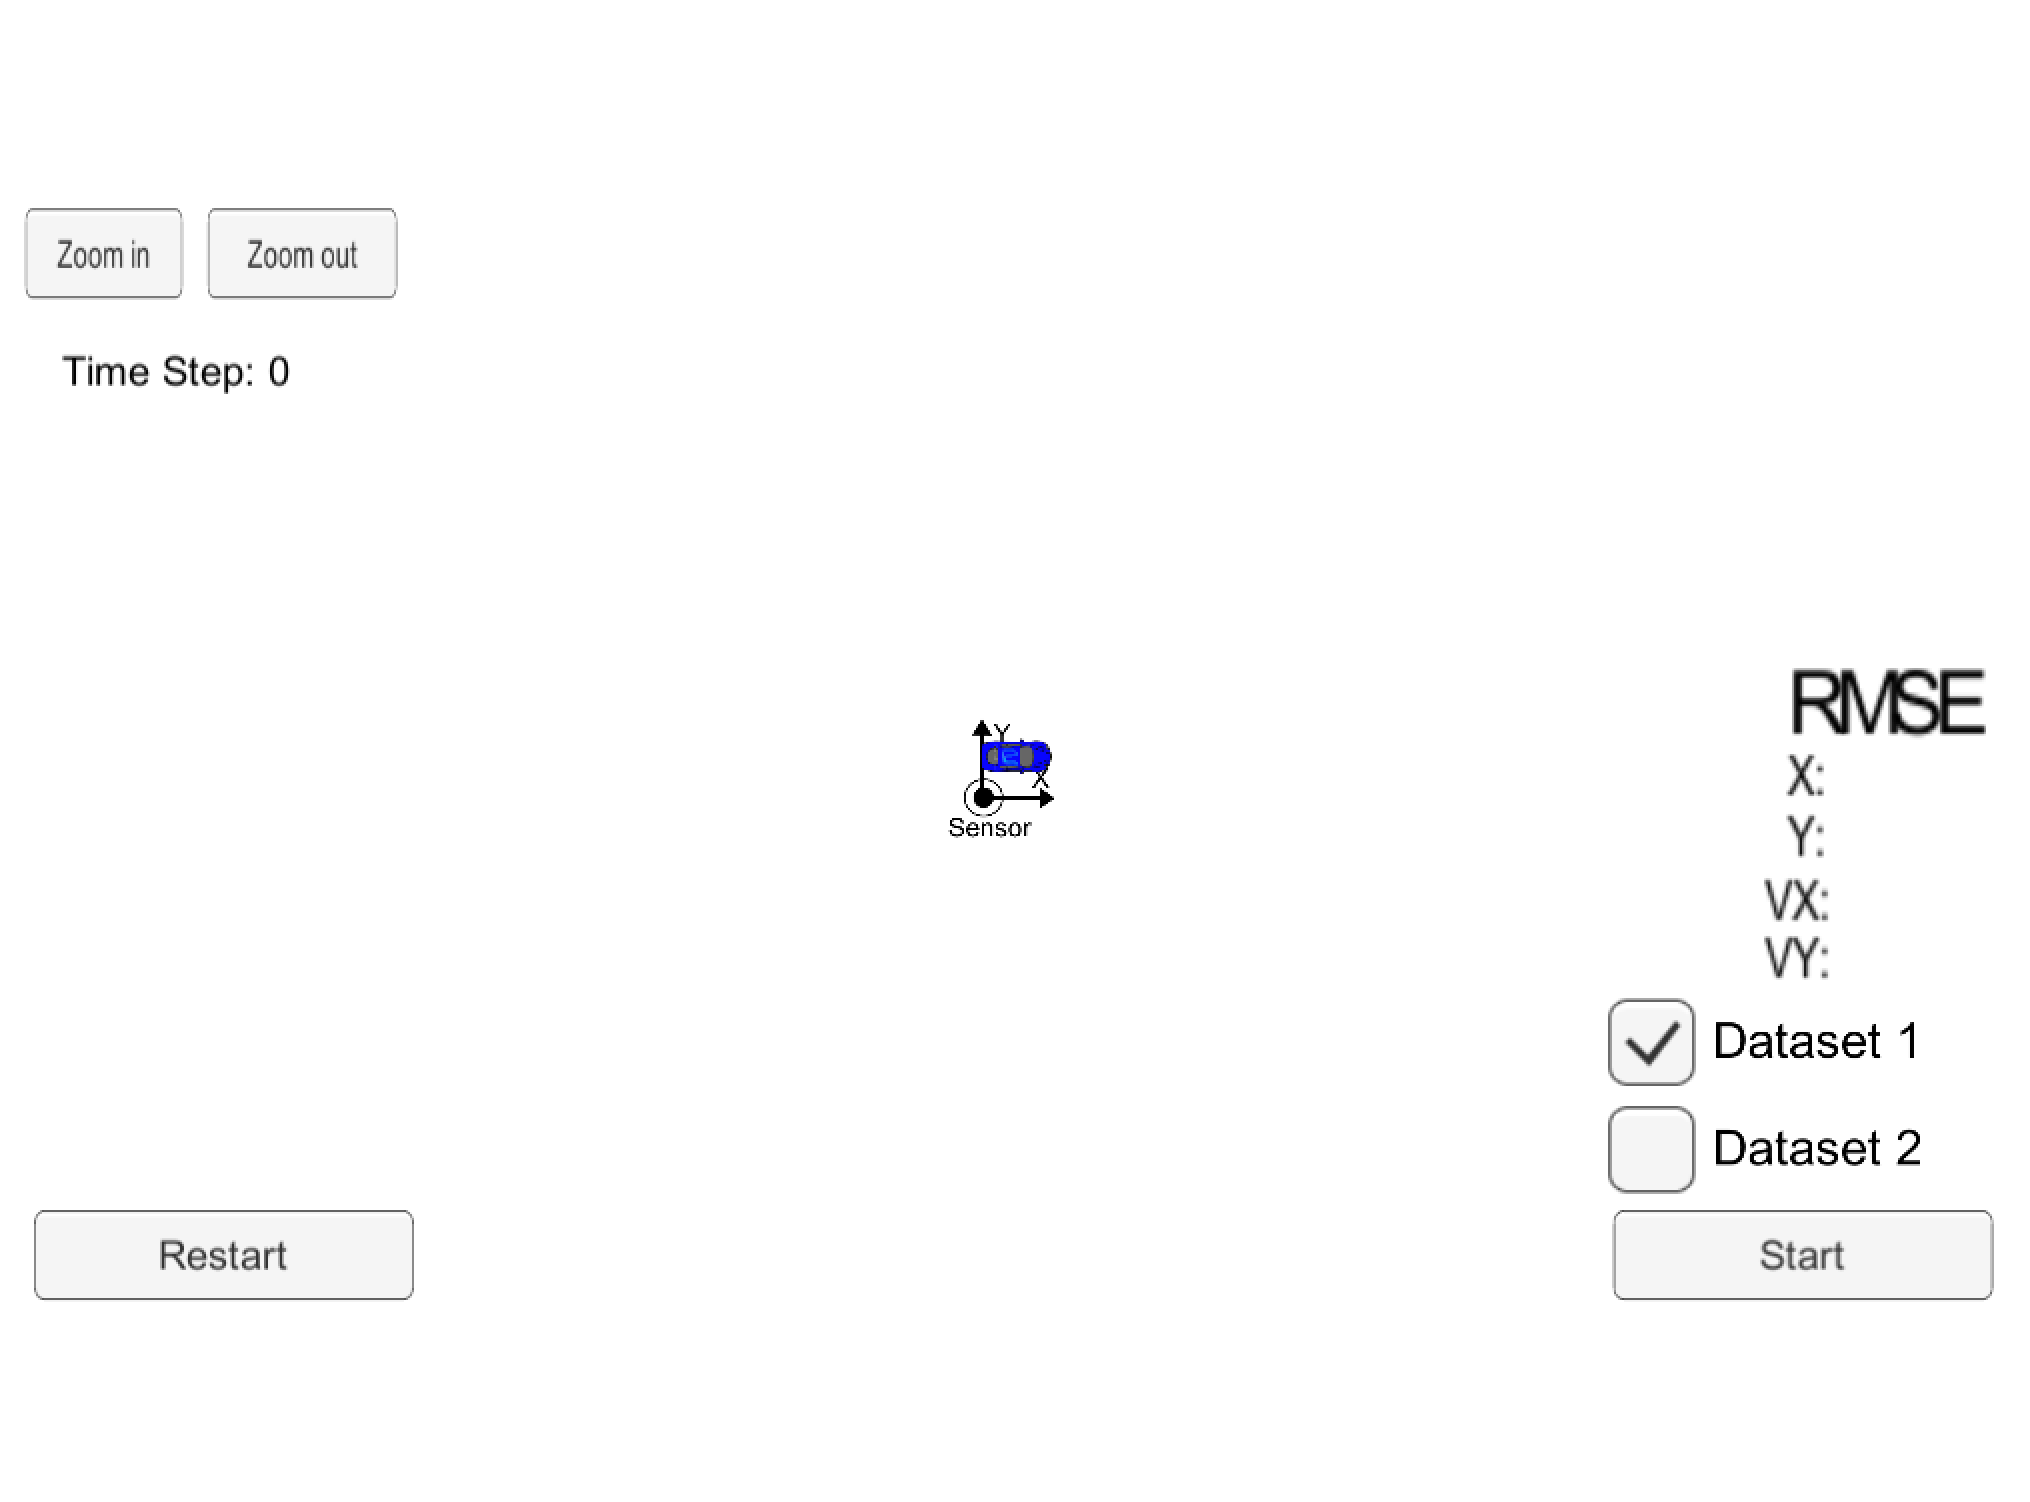 Zoom in Zoom out
Time Step: 0
RMSE
Y
X
X:
Sensor
Y:
VX:
VY:
Dataset 1
Dataset 2
Restart Start